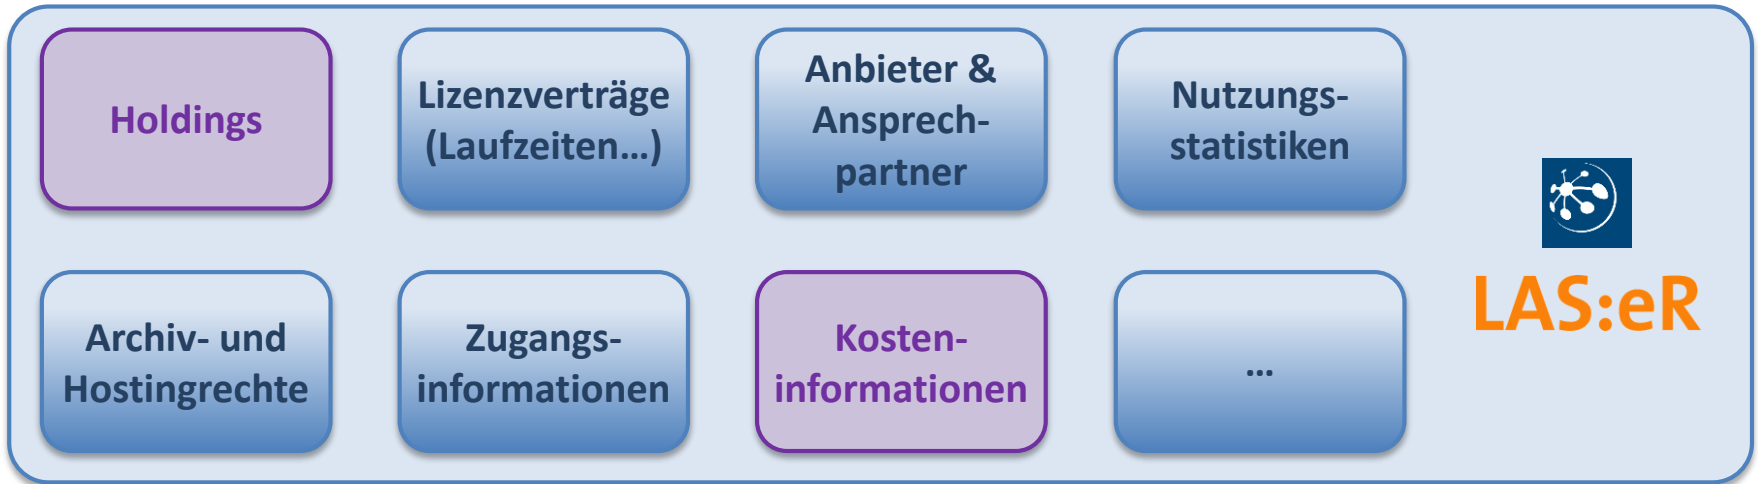 Holdings
Lizenzverträge
(Laufzeiten…)
Anbieter &
Ansprech-
partner
Nutzungs-
statistiken
Archiv- und
Hostingrechte
Zugangs-
informationen
Kosten-
informationen
…
LAS:eR